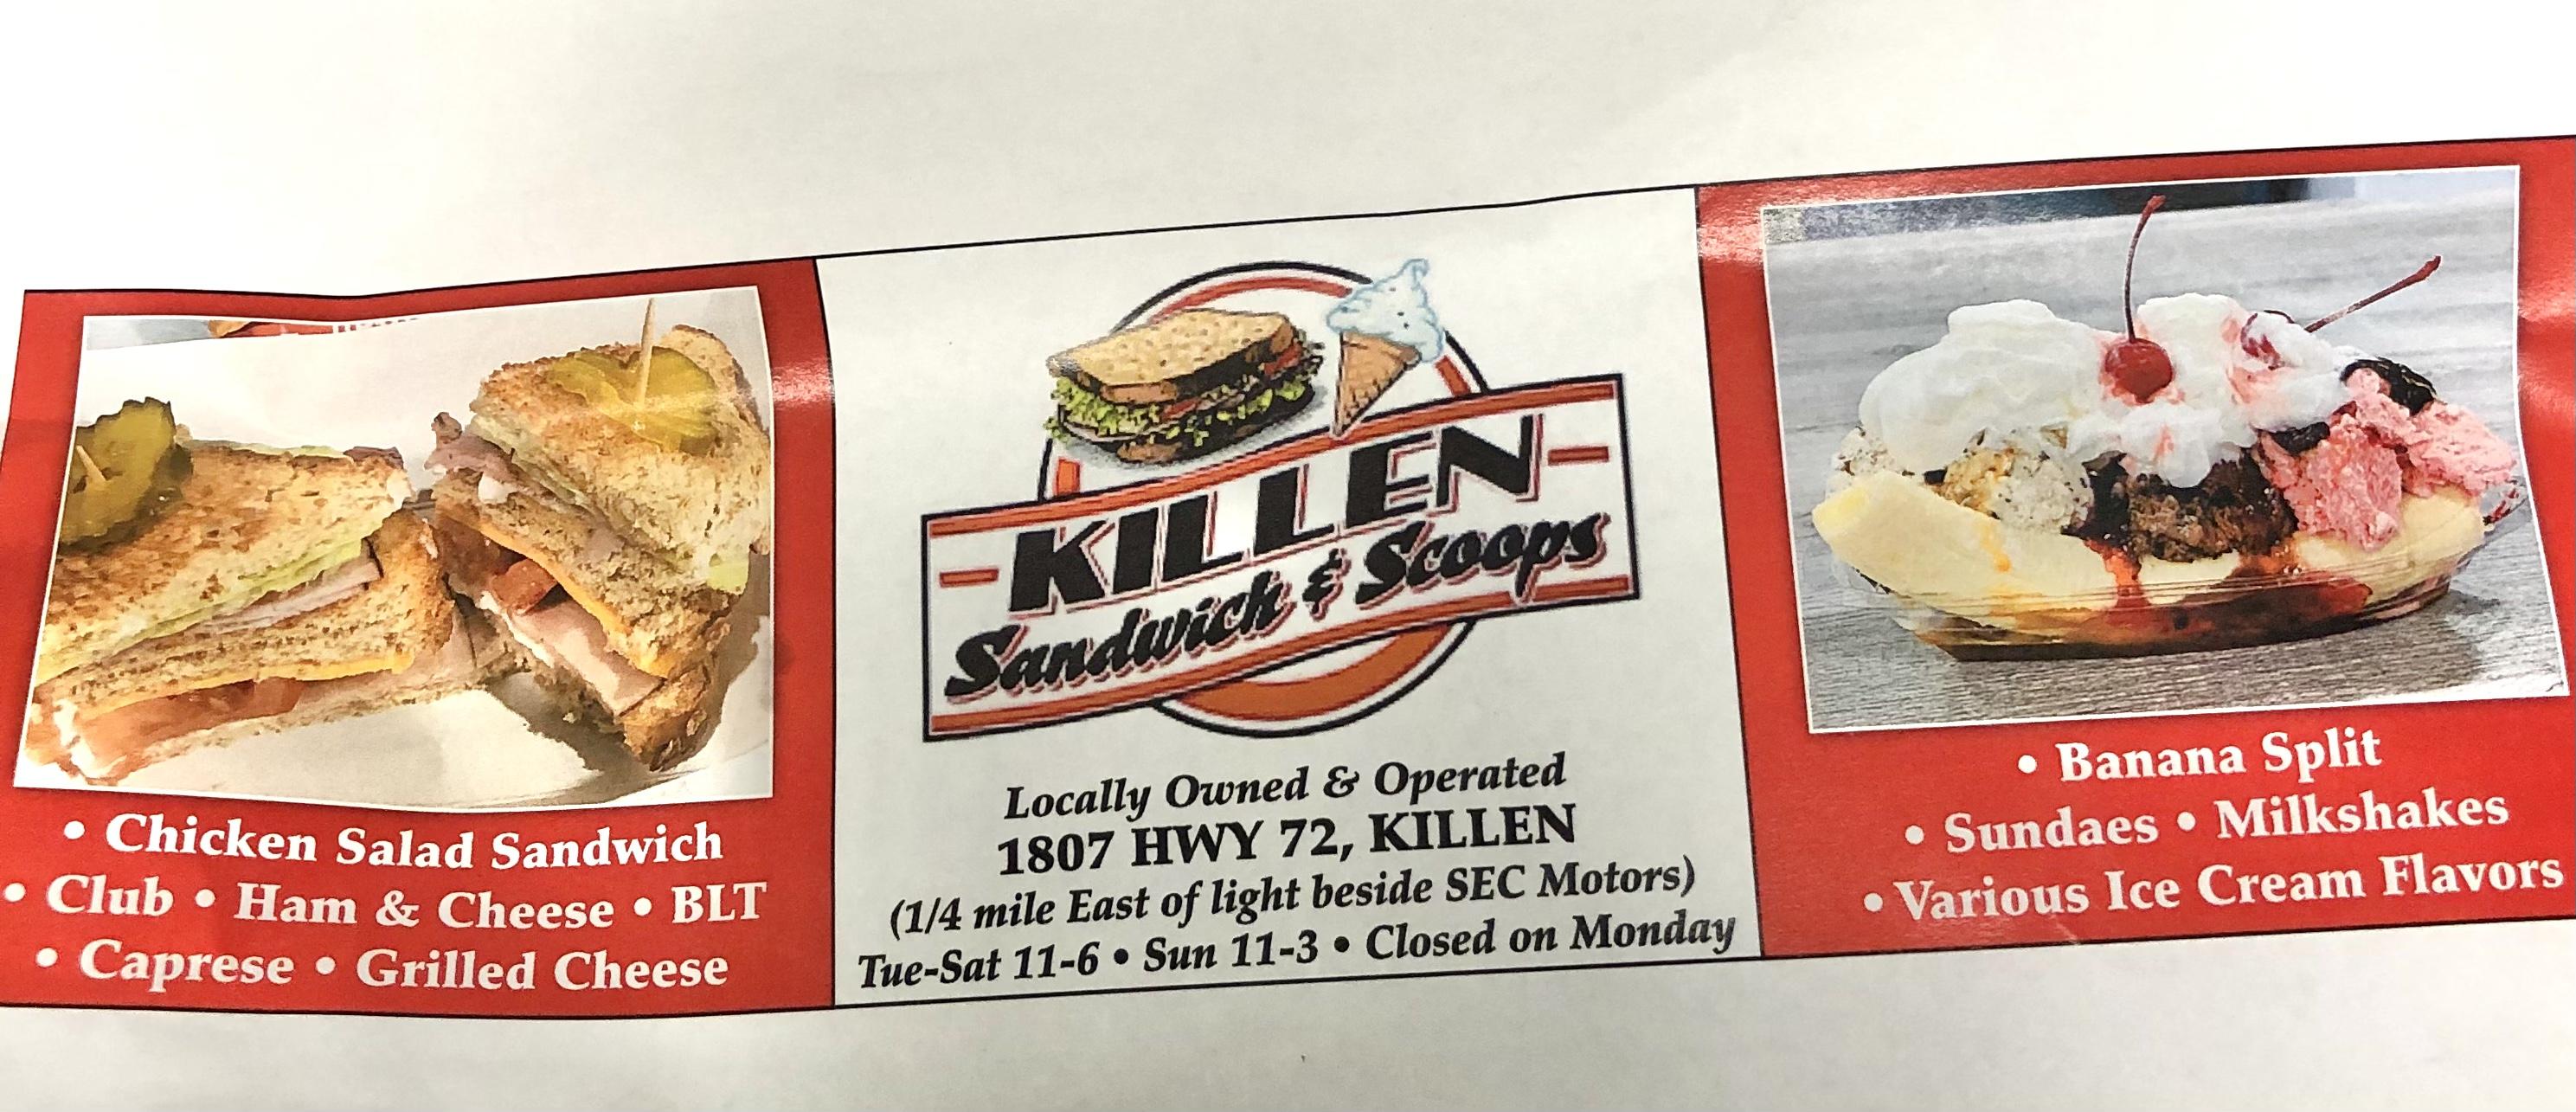 • Chicken Salad Sandwich
• Club • Ham & Cheese • BLT
• Caprese • Grilled Cheese
KILLEN
Sandwich & Scoops
Locally Owned & Operated
1807 HWY 72, KILLEN
(1/4 mile East of light beside SEC Motors)
Tue-Sat 11-6 • Sun 11-3 • Closed on Monday
• Banana Split
• Sundaes • Milkshakes
• Various Ice Cream Flavors